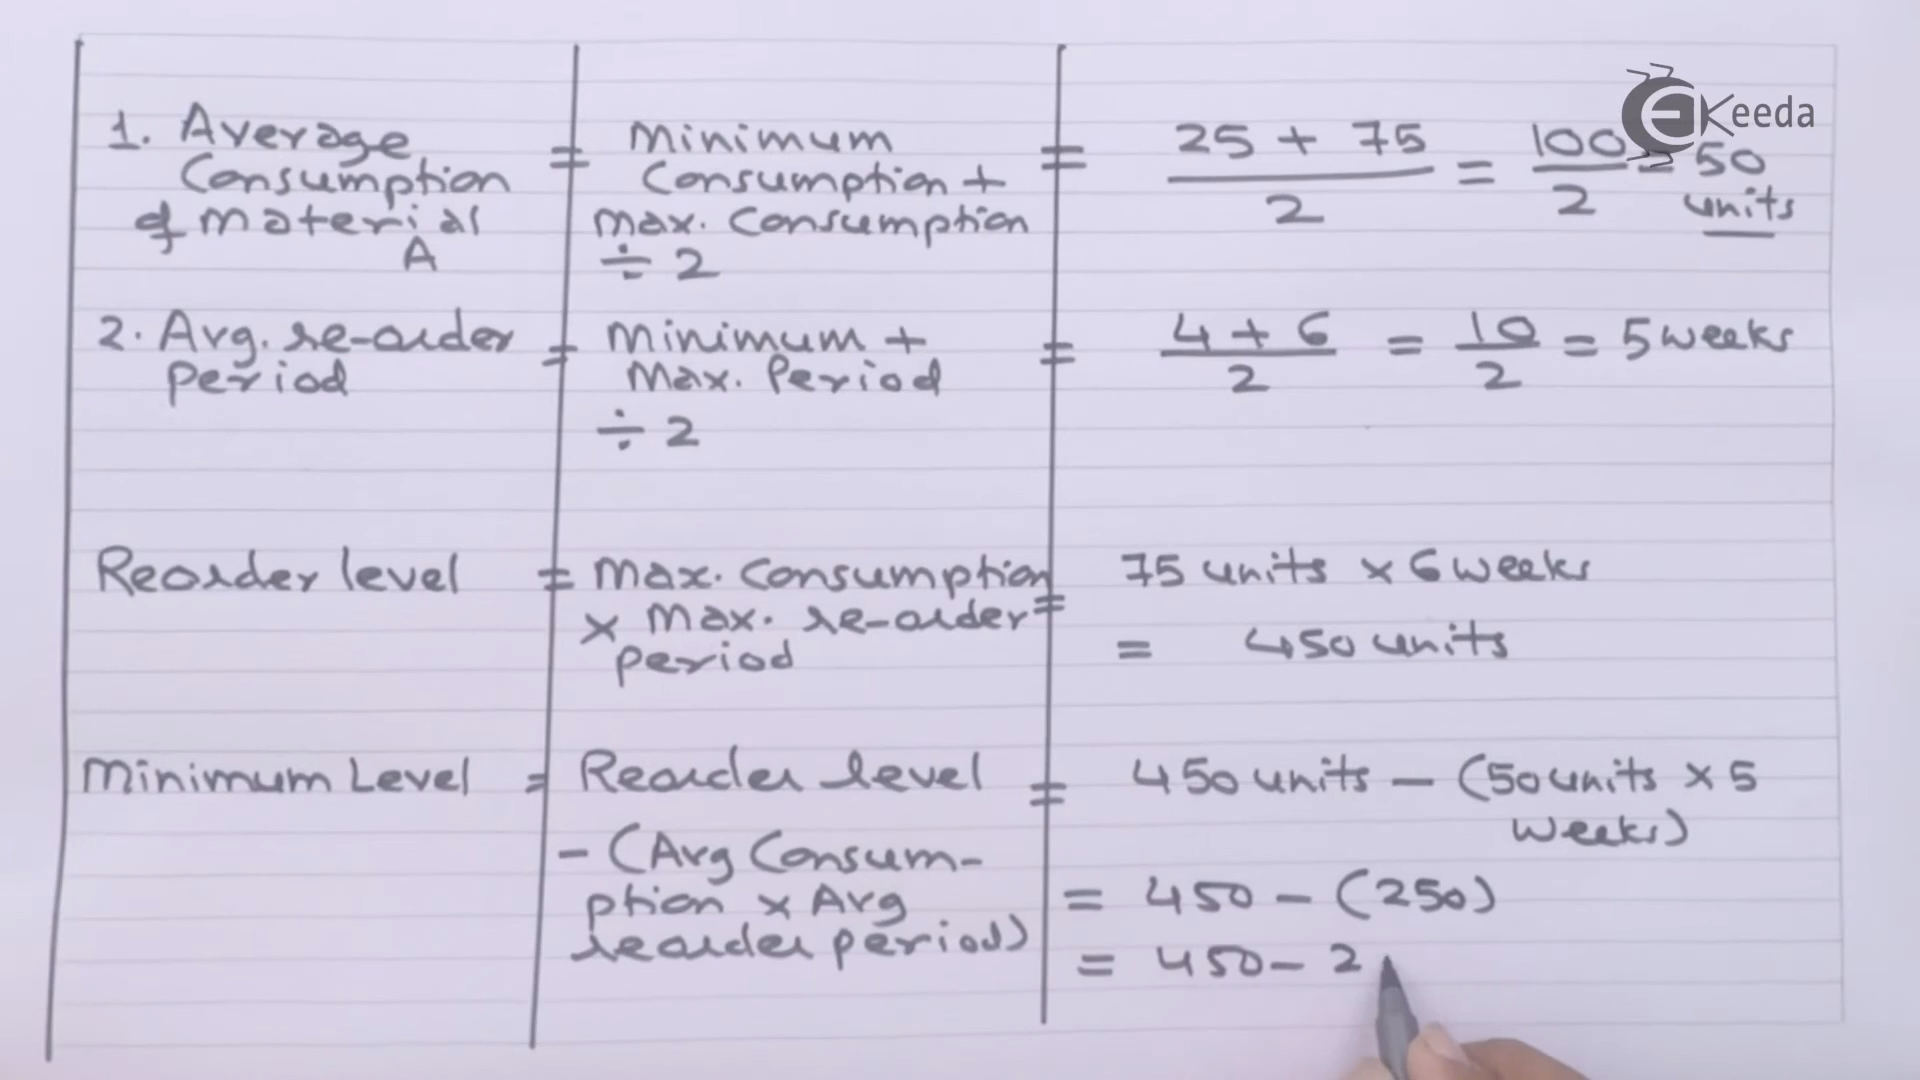 EKeeda
1. Average Consumption of material A = Minimum Consumption + Max. Consumption ÷ 2 = 25 + 75 / 2 = 100 / 2 = 50 units
2. Avg. re-order Period = Minimum + Max. Period ÷ 2 = 4 + 6 / 2 = 10 / 2 = 5 weeks
Reorder level = Max. Consumption × Max. re-order period = 75 units × 6 weeks
= 450 units
Minimum Level = Reorder level - (Avg Consumption × Avg reorder period) = 450 units - (50 units × 5 weeks)
= 450 - (250)
= 450 - 2